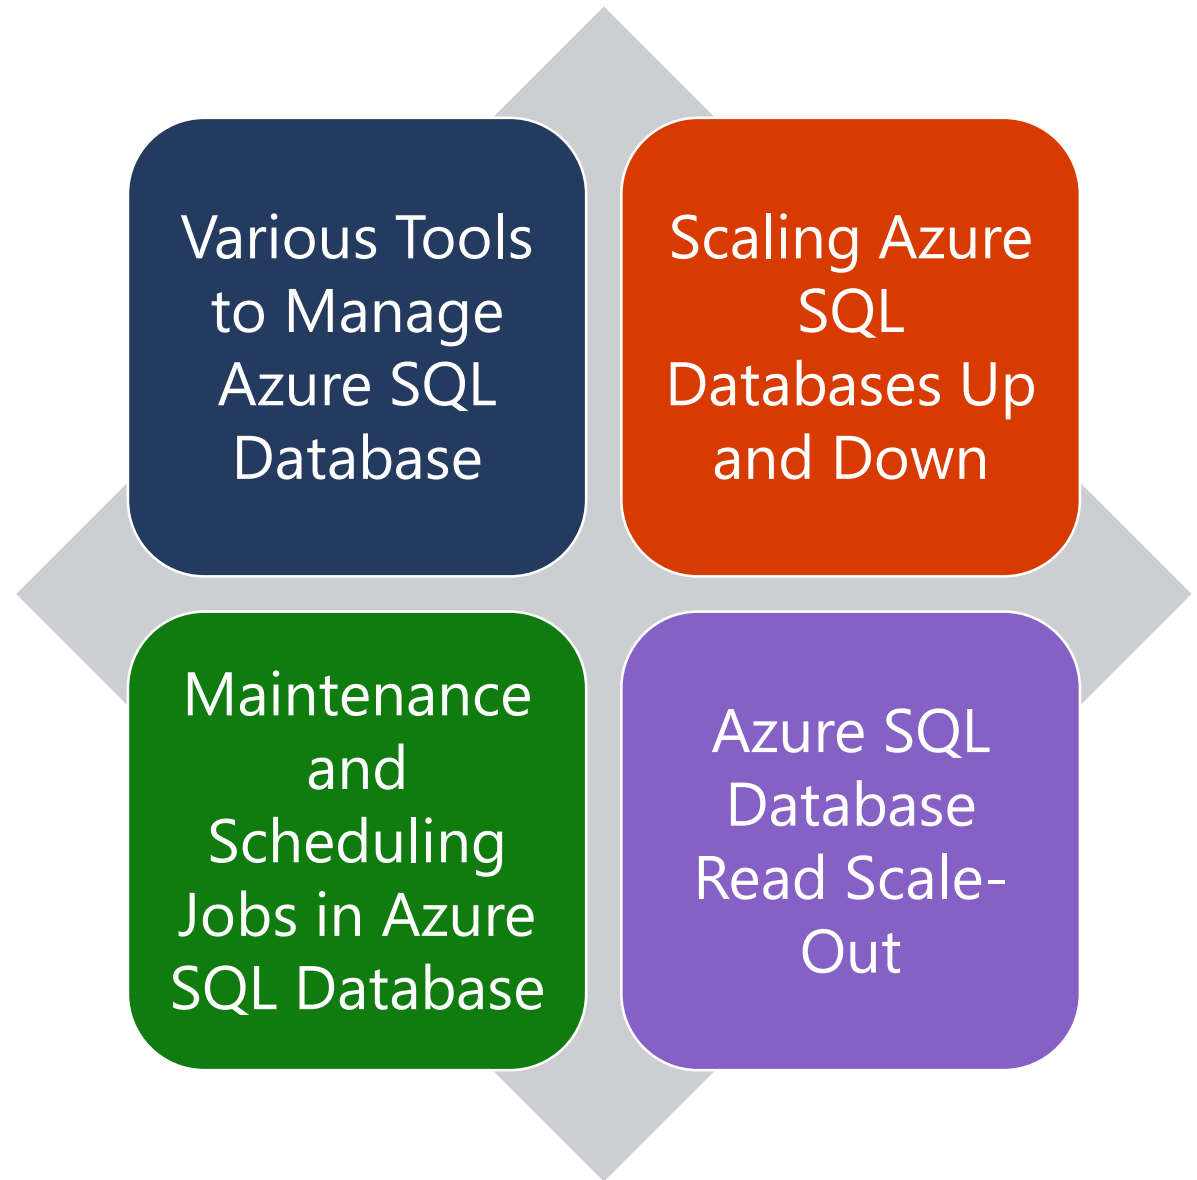 Various Tools
to Manage
Azure SQL
Database
Scaling Azure
SQL
Databases Up
and Down
Maintenance
and
Scheduling
Jobs in Azure
SQL Database
Azure SQL
Database
Read Scale-
Out